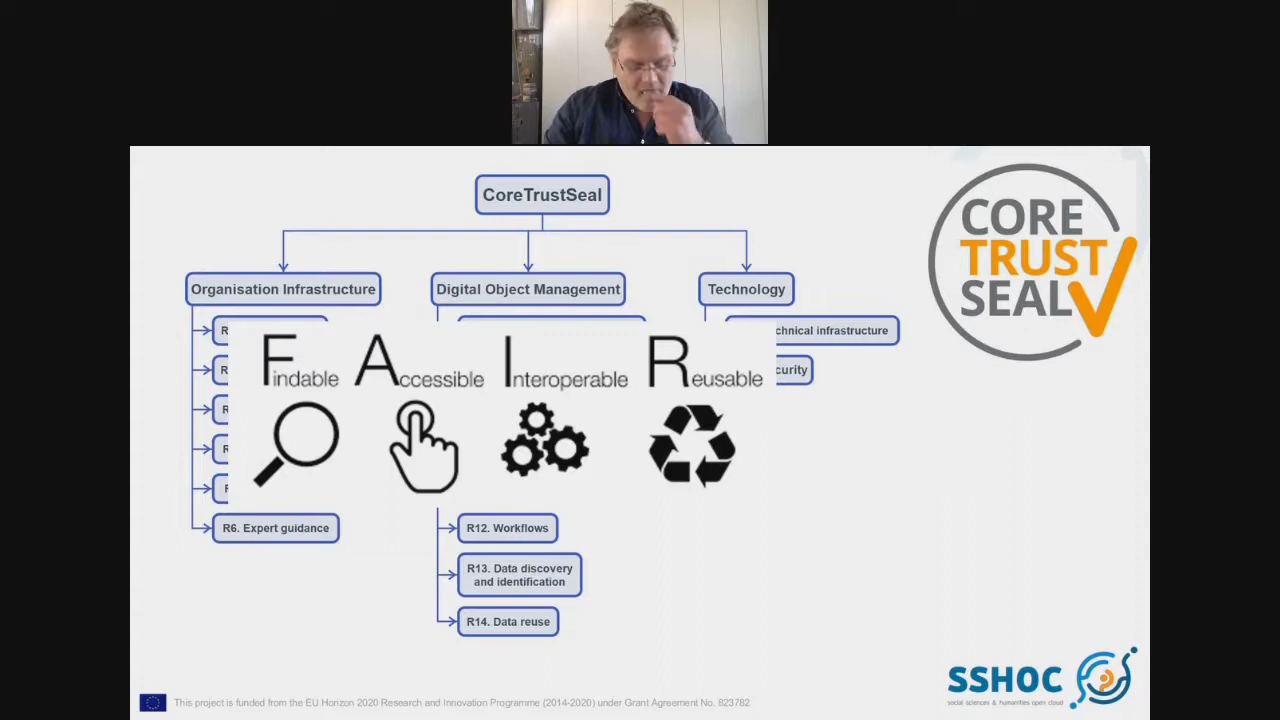 CoreTrustSeal
Organisation Infrastructure
Digital Object Management
Technology
Findable
Accessible
Interoperable
Reusable
R6. Expert guidance
R12. Workflows
R13. Data discovery
and identification
R14. Data reuse
chnical infrastructure
curity
CORE
TRUST
SEAL
This project is funded from the EU Horizon 2020 Research and Innovation Programme (2014-2020) under Grant Agreement No. 823782
SSHOC
social sciences & humanities open cloud